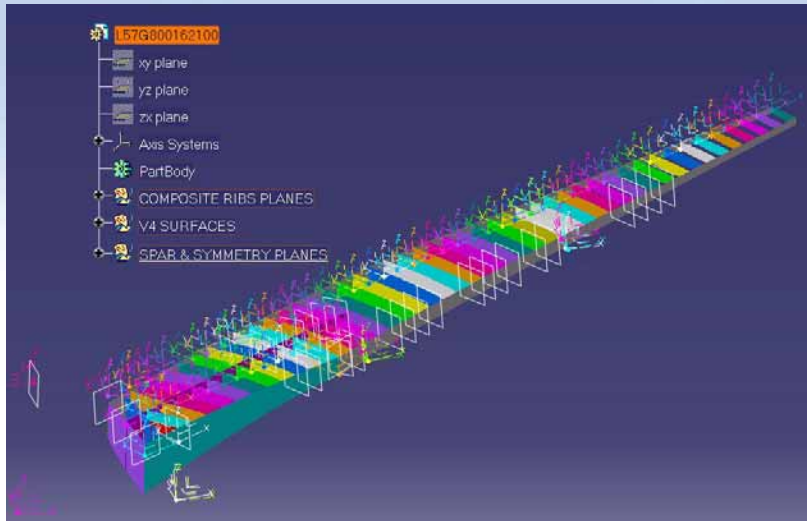 L57G800162100
xy plane
yz plane
zx plane
Axis Systems
PartBody
COMPOSITE RIBS PLANES
V4 SURFACES
SPAR & SYMMETRY PLANES